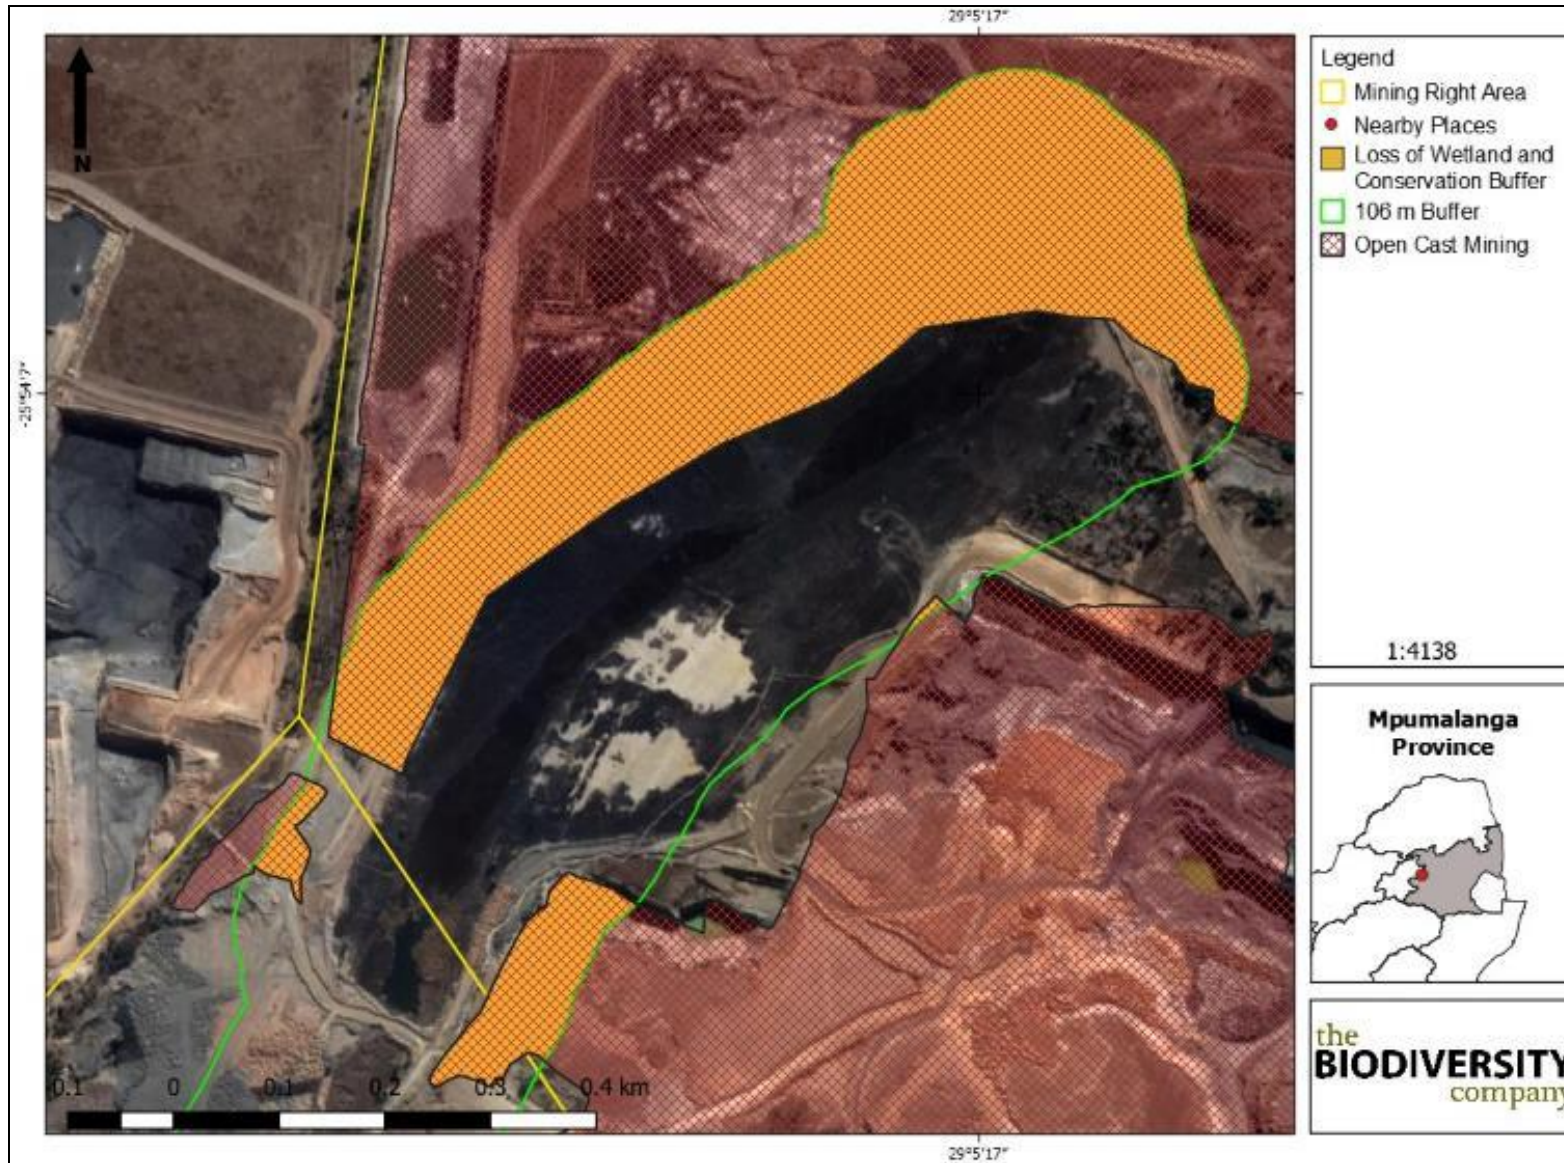 29°5'17"
N
-25°54'7"
0.1 0 0.1 0.2 0.3 0.4 km
29°5'17"
Legend
Mining Right Area
Nearby Places
Loss of Wetland and
Conservation Buffer
106 m Buffer
Open Cast Mining
1:4138
Mpumalanga
Province
the
BIODIVERSITY
company